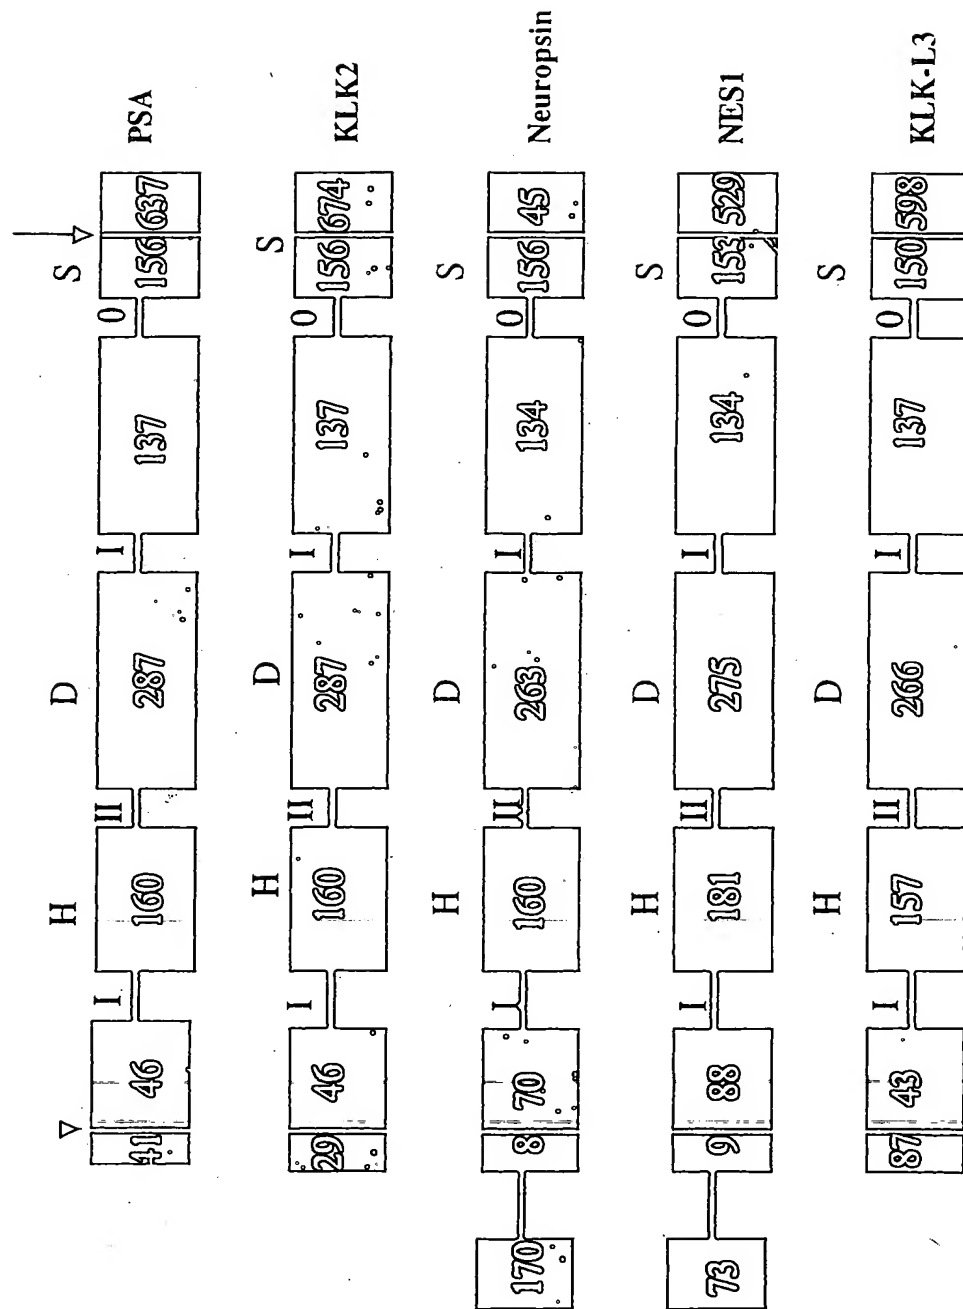 H D S
41 46 I 160 II 287 I 137 0 156 637 PSA
H D S
29 46 I 160 II 287 I 137 0 156 674 KLK2
H D S
170 8 70 I 160 II 263 I 134 0 156 45 Neuropsin
H D S
73 9 88 I 181 II 275 I 134 0 153 529 NES1
H D S
87 43 I 157 II 266 I 137 0 150 598 KLK-L3